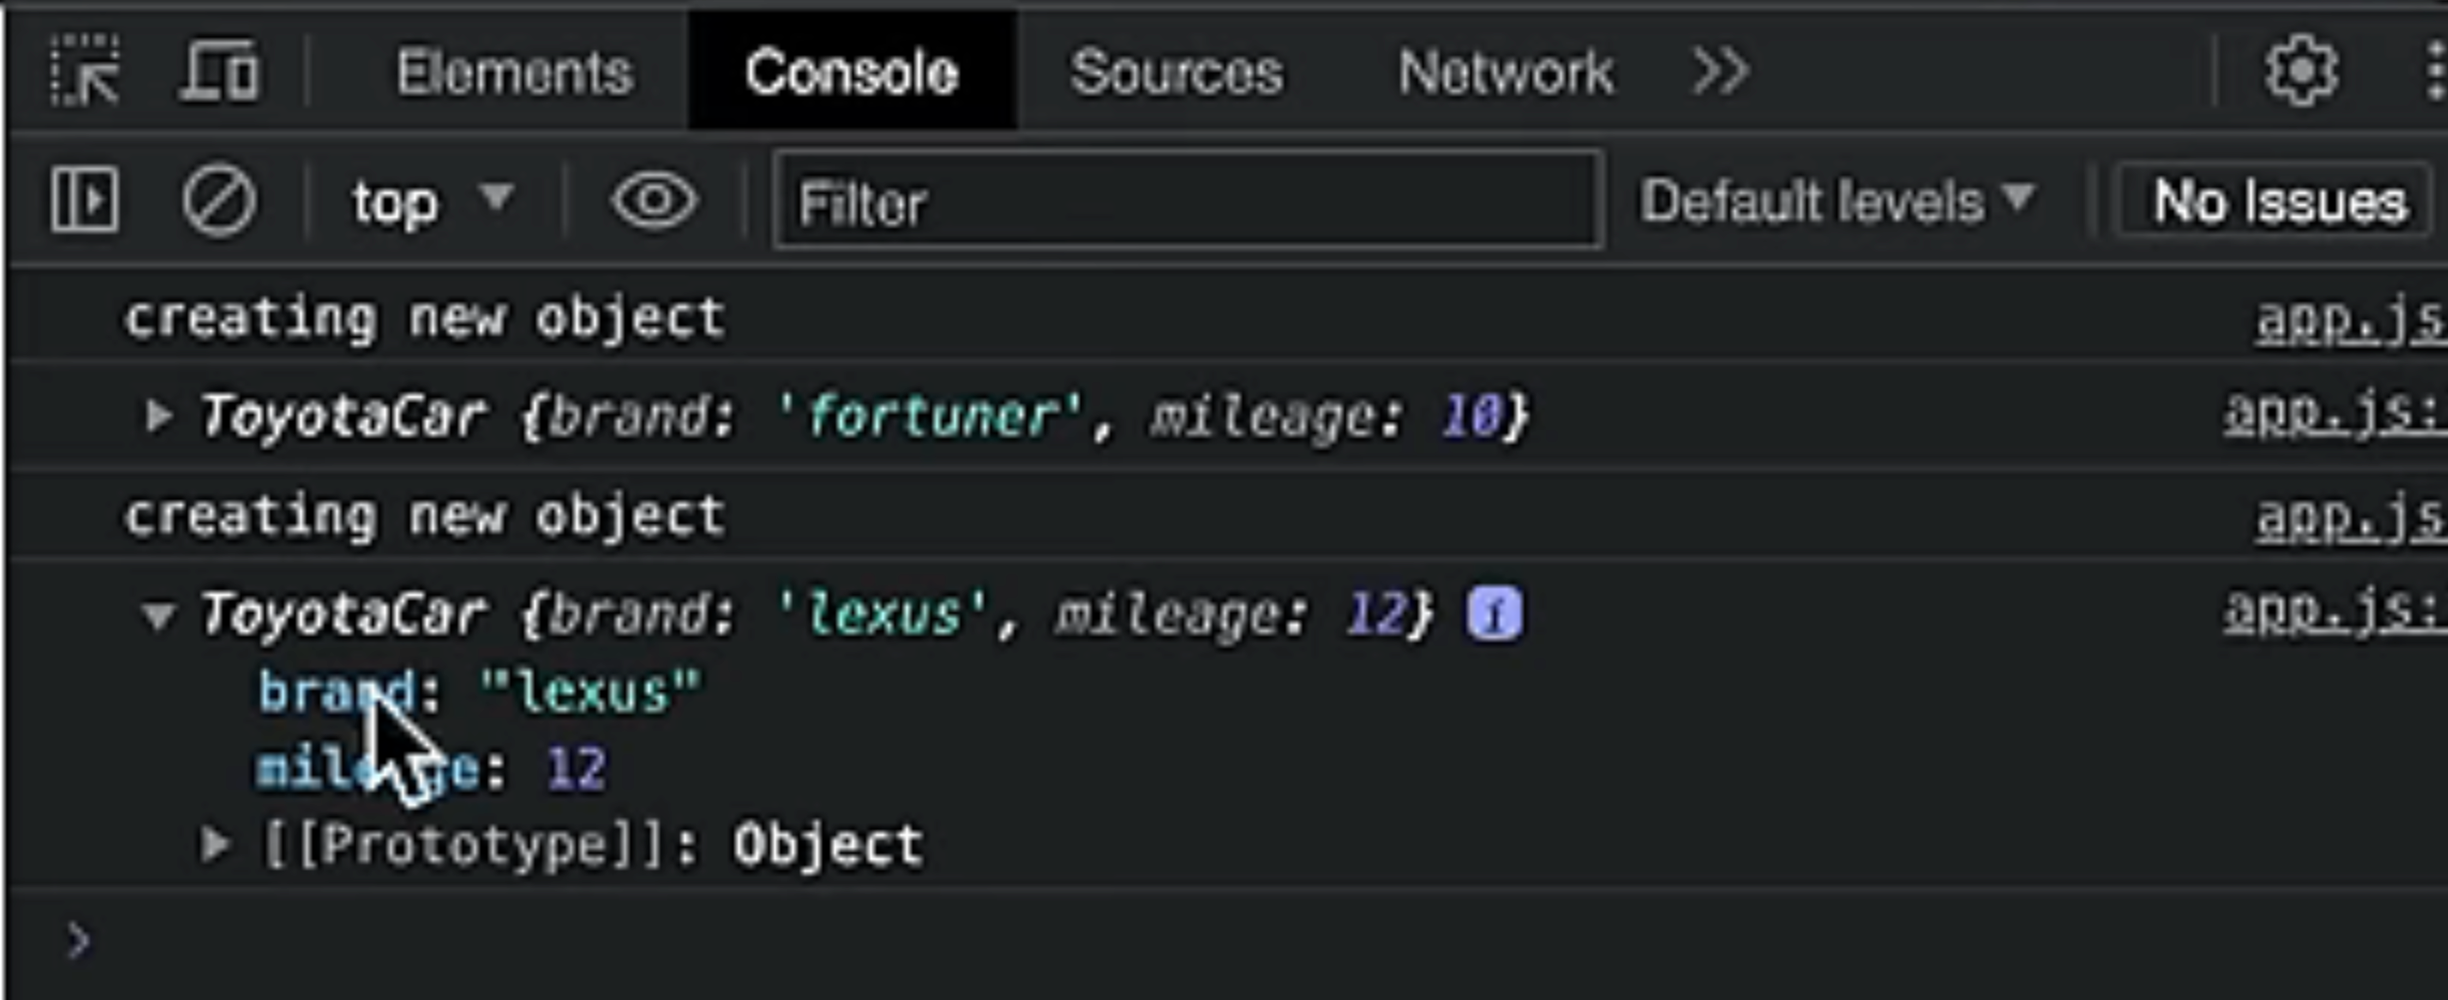 Elements Console Sources Network
top Filter Default levels No Issues
creating new object app.js
ToyotaCar {brand: 'fortuner', mileage: 10} app.js:
creating new object app.js
ToyotaCar {brand: 'lexus', mileage: 12} i app.js:
brand: "lexus"
mileage: 12
[[Prototype]]: Object